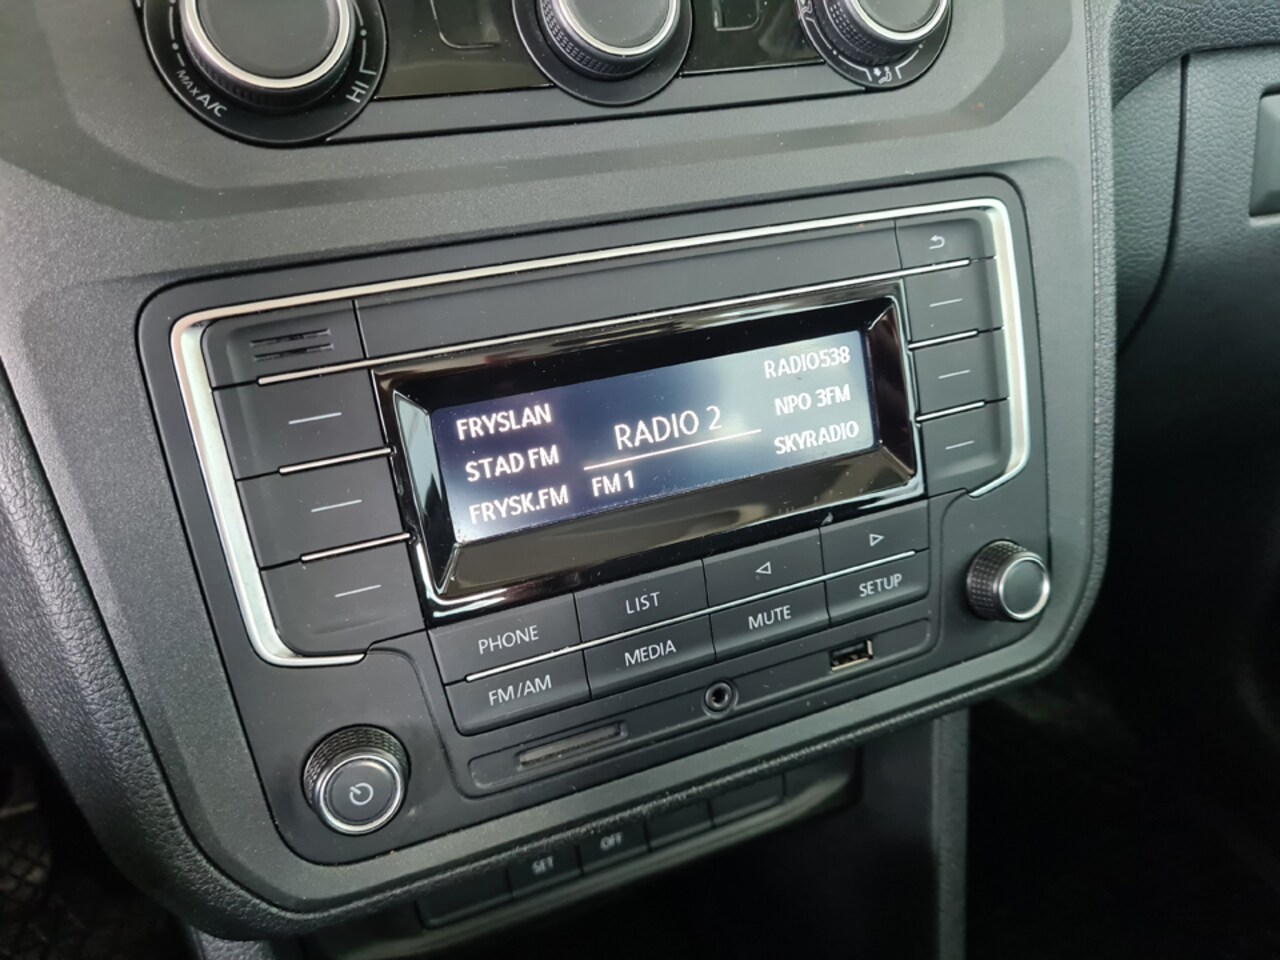 MAX A/C
HI
FRYSLAN
STAD FM
FRYSK.FM
RADIO 2
FM 1
RADIO538
NPO 3FM
SKYRADIO
PHONE
LIST
FM/AM
MEDIA
MUTE
SETUP
SET
OFF